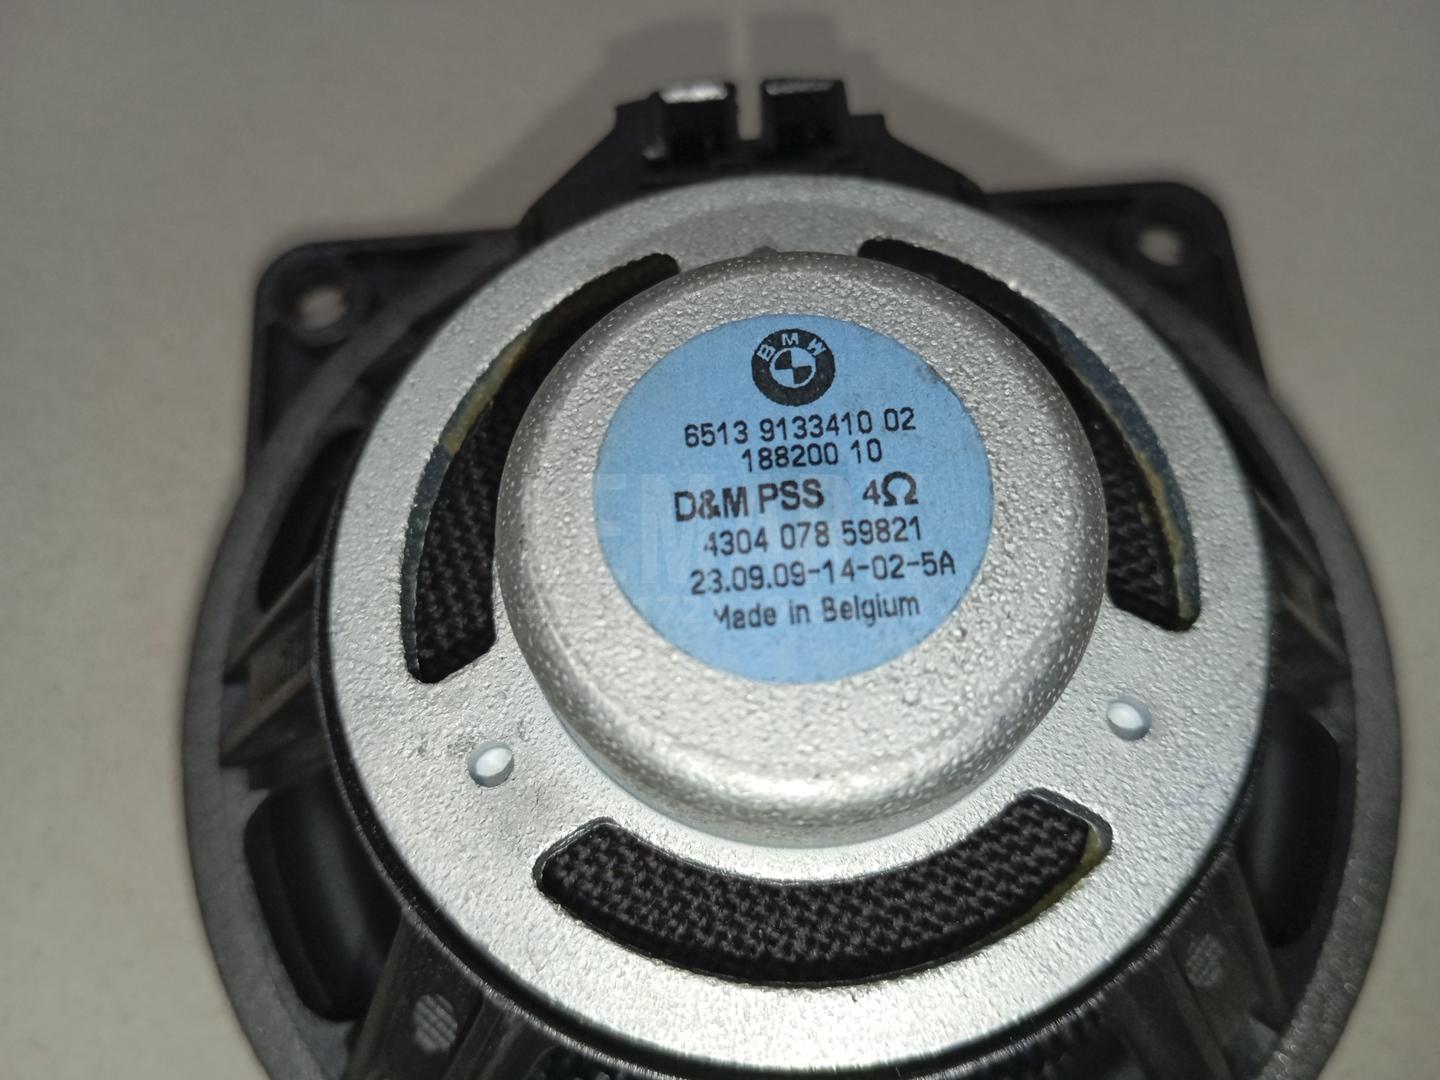 BMW
6513 9133410 02
188200 10
D&M PSS 4Ω
4304 078 59821
23.09.09-14-02-5A
Made in Belgium